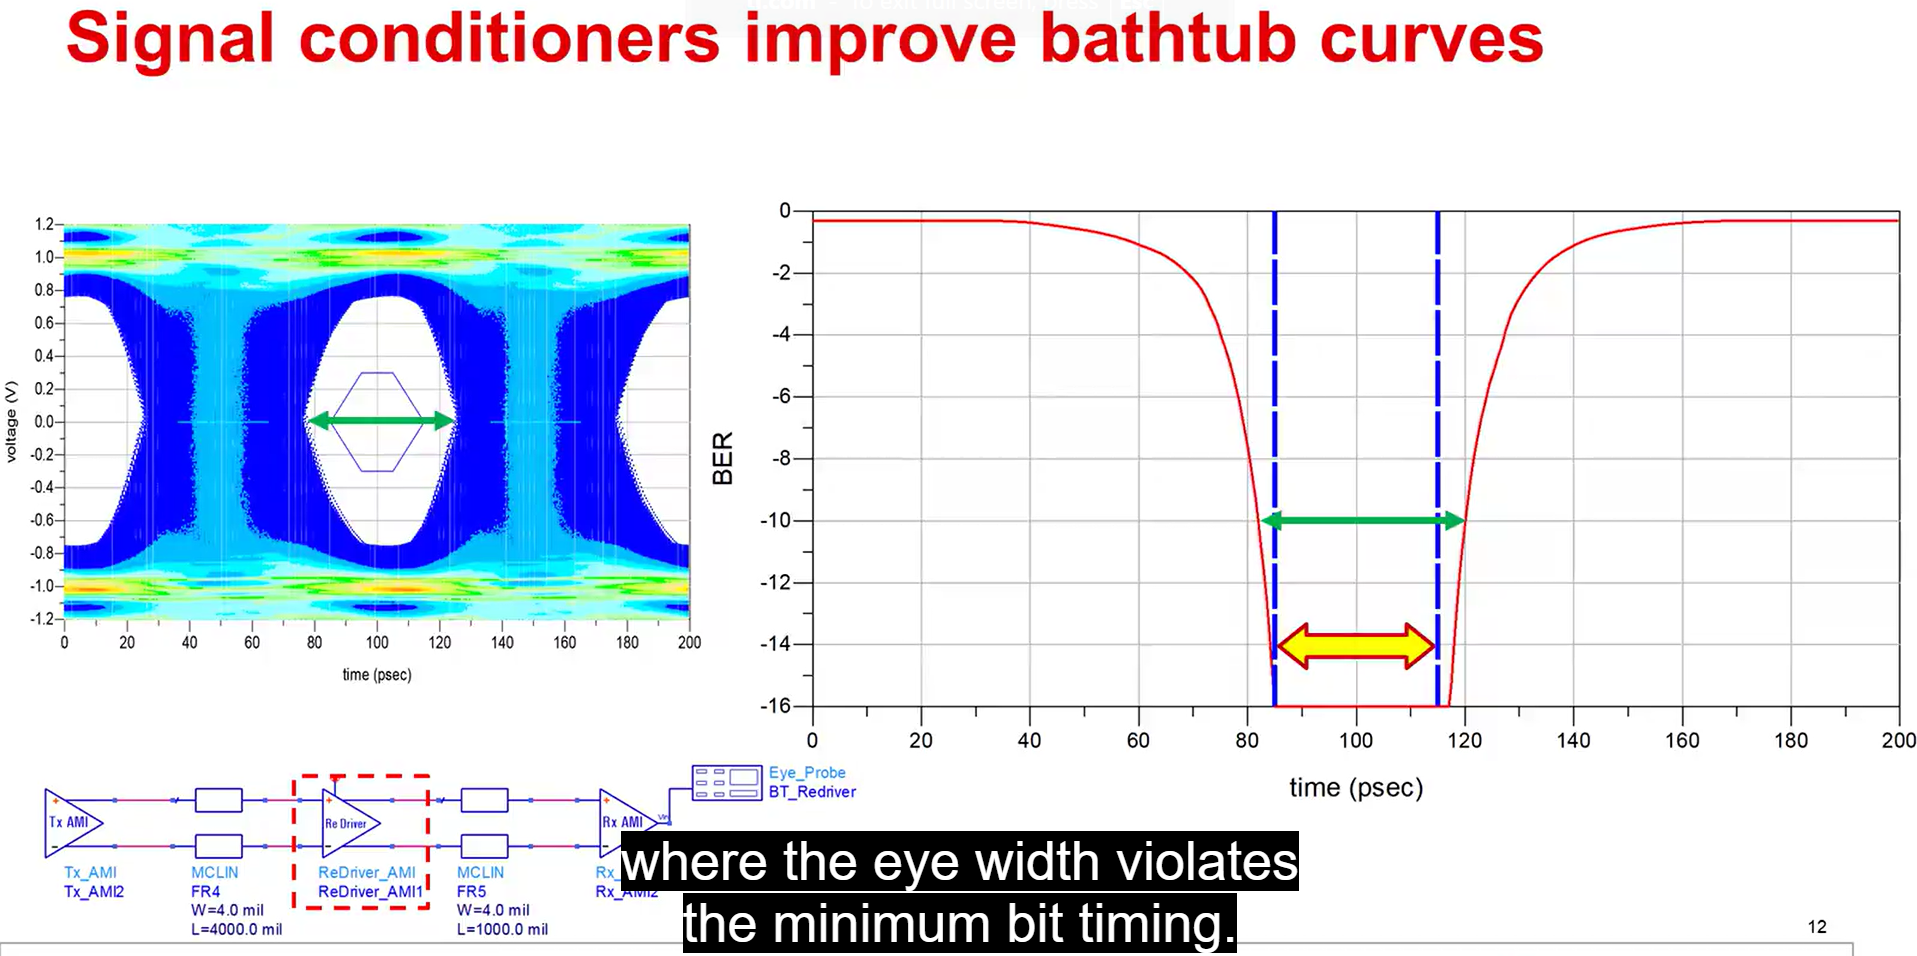 Signal conditioners improve bathtub curves
1.2
1.0
0.8
0.6
0.4
0.2
0.0
-0.2
-0.4
-0.6
-0.8
-1.0
-1.2
voltage (V)
0 20 40 60 80 100 120 140 160 180 200
time (psec)
0
-2
-4
-6
-8
-10
-12
-14
-16
BER
0 20 40 60 80 100 120 140 160 180 200
time (psec)
Eye_Probe
BT_Redriver
Tx AMI
Re Driver
Rx AMI
Tx_AMI
Tx_AMI2
MCLIN
FR4
W=4.0 mil
L=4000.0 mil
ReDriver_AMI
ReDriver_AMI1
MCLIN
FR5
W=4.0 mil
L=1000.0 mil
where the eye width violates
the minimum bit timing.
12